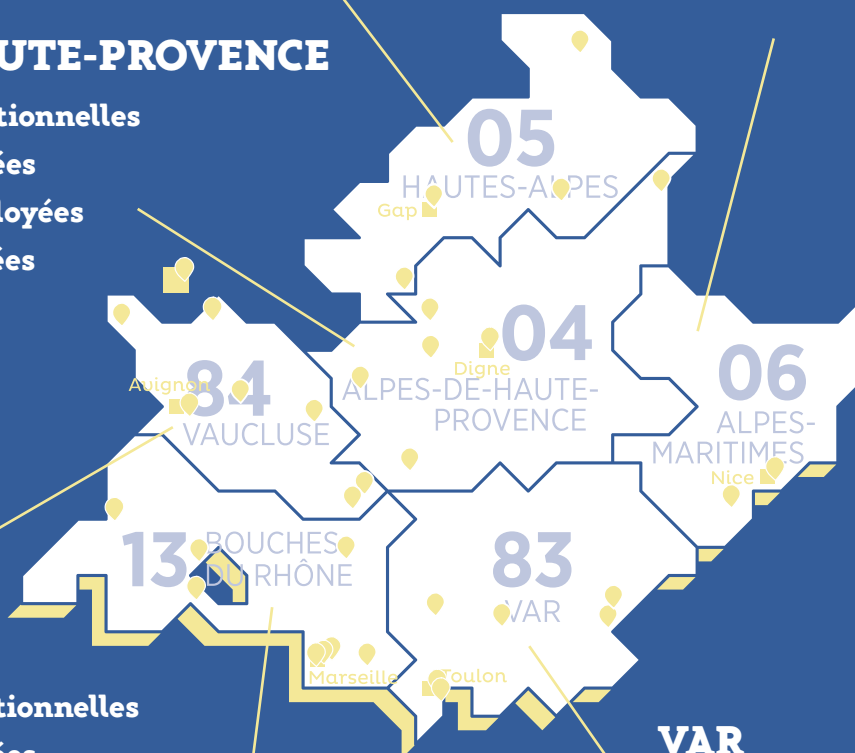 UTE-PROVENCE
tionnelles
ées
loyées
ées
05
HAUTES-ALPES
Gap
04
Digne
ALPES-DE-HAUTE-
PROVENCE
06
ALPES-
MARITIMES
Nice
84
Avignon
VAUCLUSE
13
BOUCHES
DU RHÔNE
83
VAR
Marseille
Toulon
tionnelles
ées
VAR